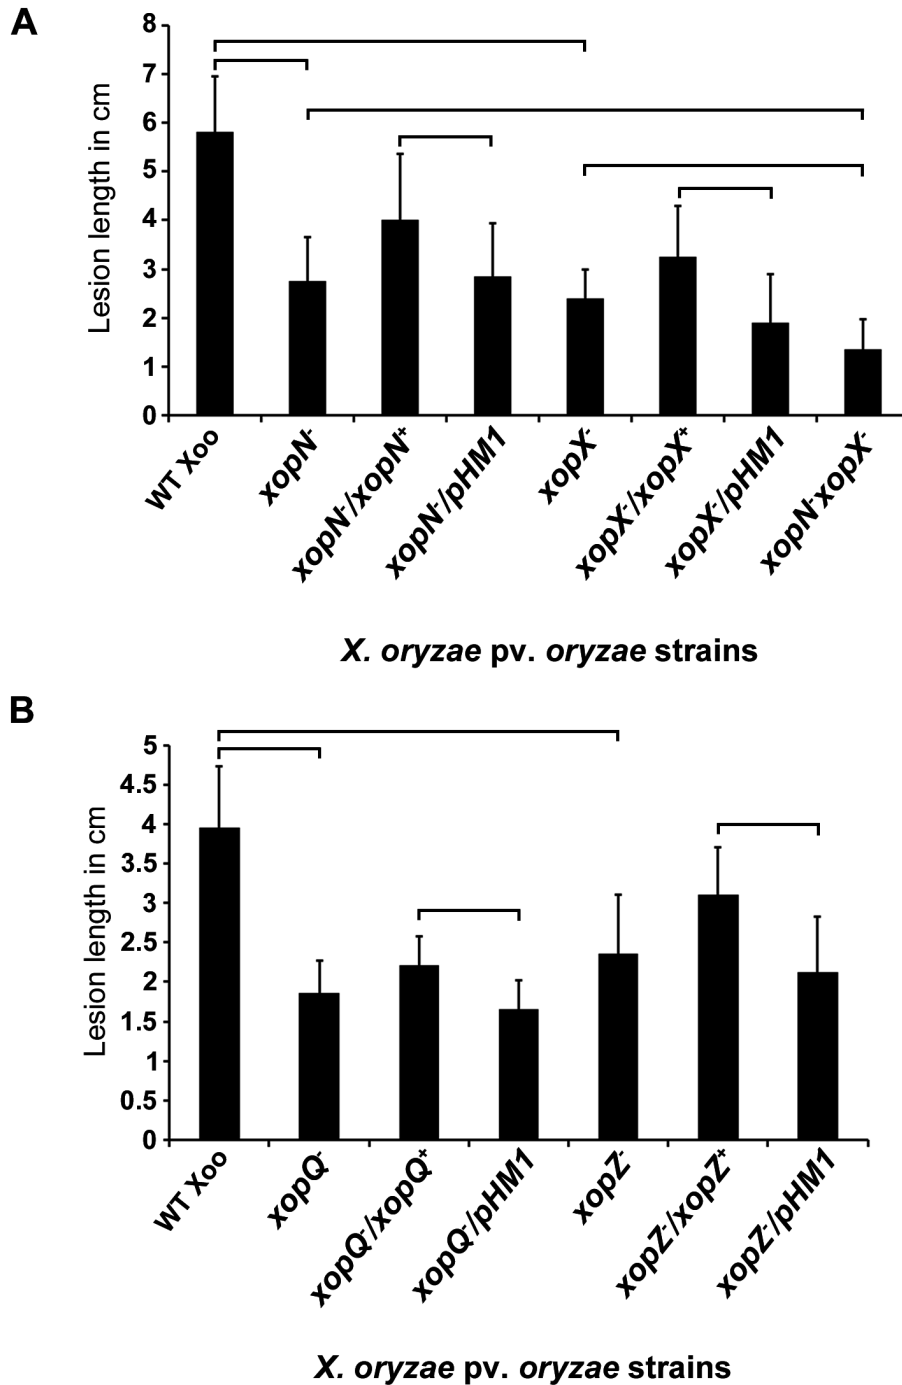 A
8
7
6
5
4
3
2
1
0
Lesion length in cm
WT Xoo
xopN-
xopN-/xopN+
xopN-/pHM1
xopX-
xopX-/xopX+
xopX-/pHM1
xopN-xopX-
X. oryzae pv. oryzae strains
B
5
4.5
4
3.5
3
2.5
2
1.5
1
0.5
0
Lesion length in cm
WT Xoo
xopQ-
xopQ-/xopQ+
xopQ-/pHM1
xopZ-
xopZ-/xopZ+
xopZ-/pHM1
X. oryzae pv. oryzae strains